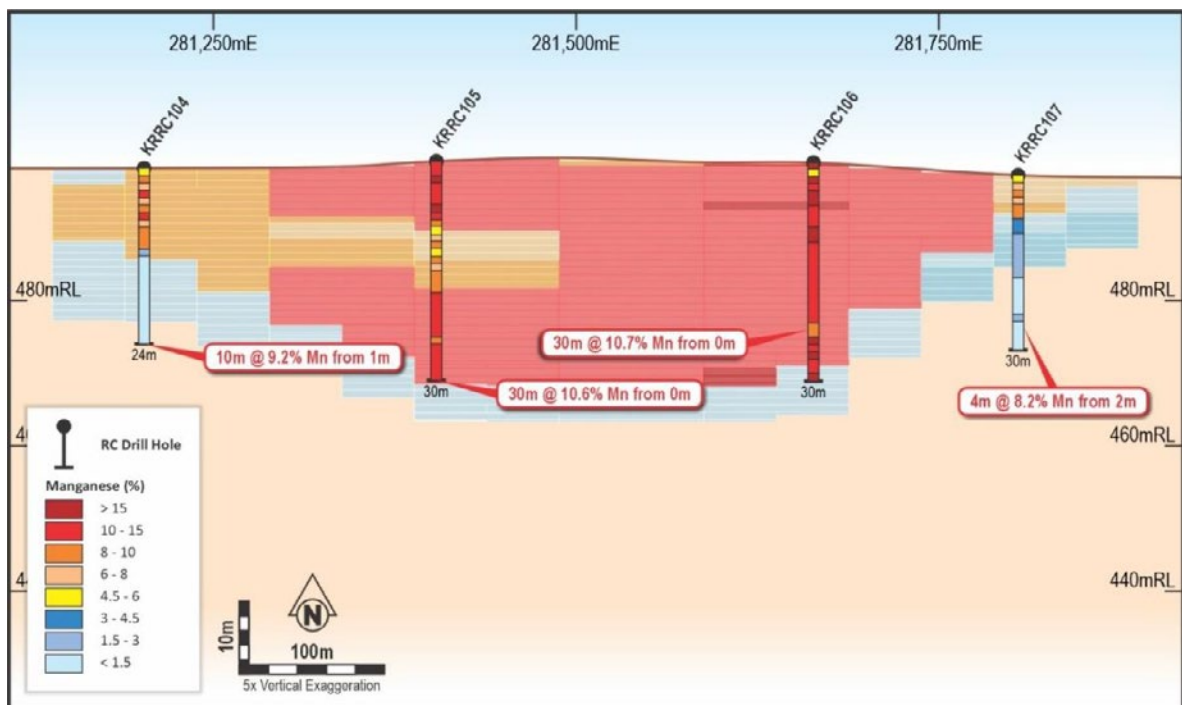 281,250mE
281,500mE
281,750mE
KRRC104
KRRC105
KRRC106
KRRC107
480mRL
480mRL
30m @ 10.7% Mn from 0m
24m
10m @ 9.2% Mn from 1m
30m
30m
30m
30m @ 10.6% Mn from 0m
4m @ 8.2% Mn from 2m
460mRL
RC Drill Hole
Manganese (%)
> 15
10 - 15
8 - 10
6 - 8
4.5 - 6
3 - 4.5
1.5 - 3
< 1.5
440mRL
N
10m
100m
5x Vertical Exaggeration